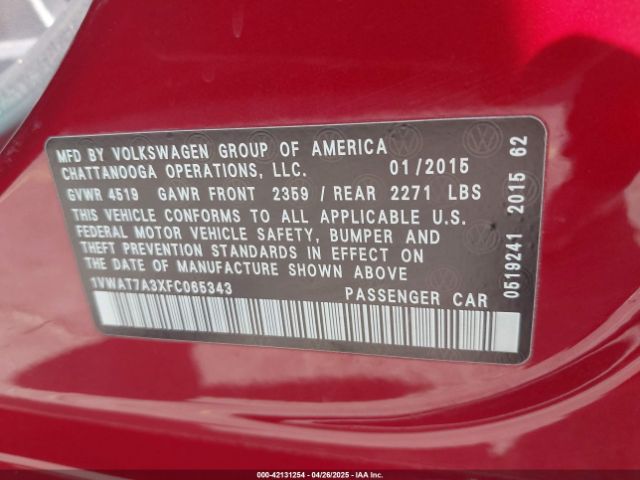 MFD BY VOLKSWAGEN GROUP OF AMERICA
CHATTANOOGA OPERATIONS, LLC. 01/2015
GVWR 4519 GAWR FRONT 2359 / REAR 2271 LBS
THIS VEHICLE CONFORMS TO ALL APPLICABLE U.S.
FEDERAL MOTOR VEHICLE SAFETY, BUMPER AND
THEFT PREVENTION STANDARDS IN EFFECT ON
THE DATE OF MANUFACTURE SHOWN ABOVE
1VWAT7A3XFC065343 PASSENGER CAR
0519241 2015 62
000-42131254 | 04/26/2025 - IAAI.COM